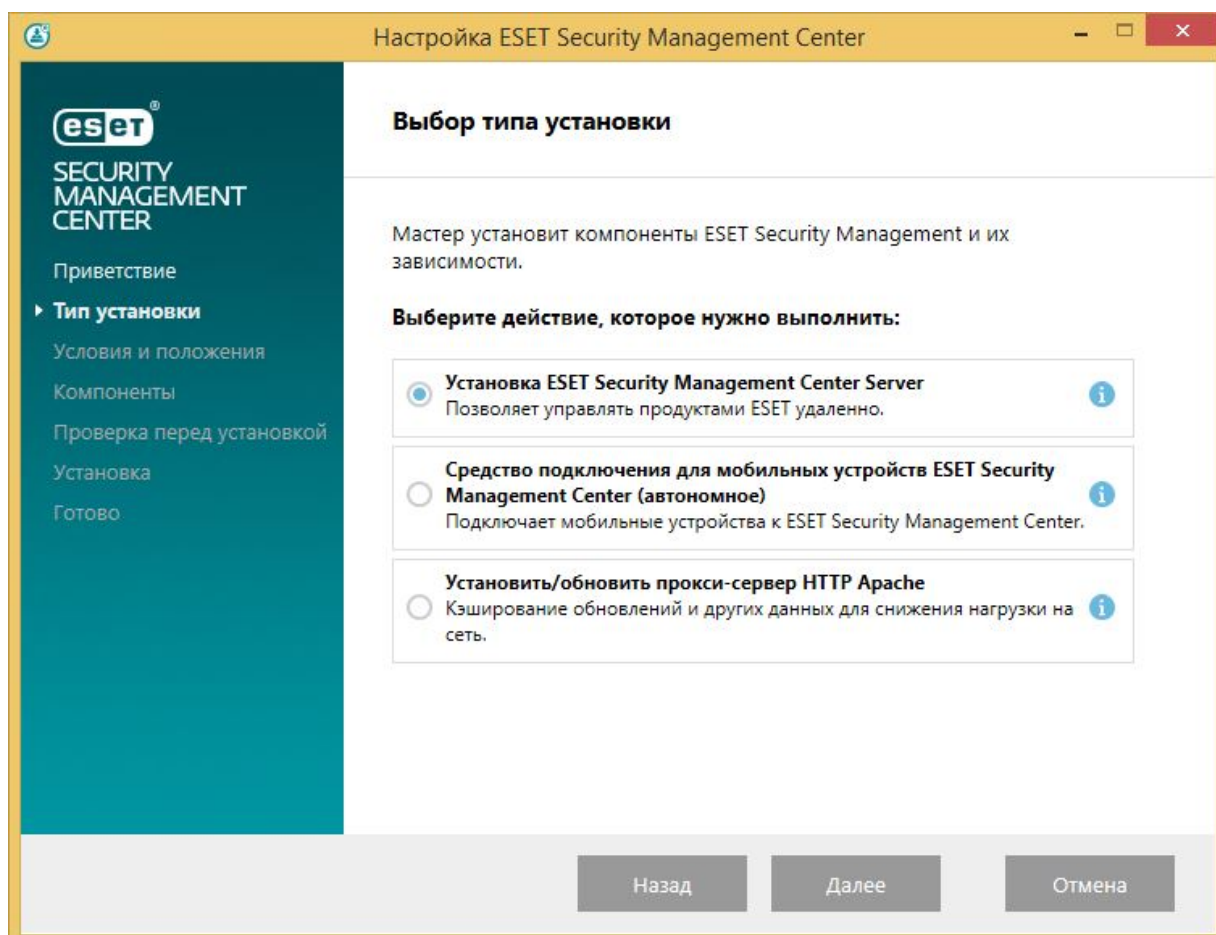 Настройка ESET Security Management Center
eset®
SECURITY
MANAGEMENT
CENTER
Приветствие
Тип установки
Условия и положения
Компоненты
Проверка перед установкой
Установка
Готово
Выбор типа установки
Мастер установит компоненты ESET Security Management и их
зависимости.
Выберите действие, которое нужно выполнить:
Установка ESET Security Management Center Server
Позволяет управлять продуктами ESET удаленно.
Средство подключения для мобильных устройств ESET Security
Management Center (автономное)
Подключает мобильные устройства к ESET Security Management Center.
Установить/обновить прокси-сервер HTTP Apache
Кэширование обновлений и других данных для снижения нагрузки на
сеть.
Назад
Далее
Отмена